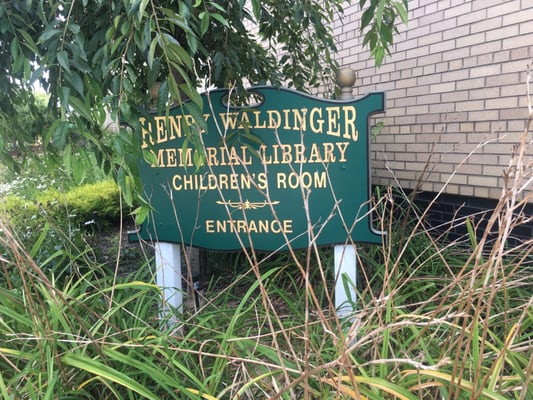 HENRY WALDINGER
MEMORIAL LIBRARY
CHILDREN'S ROOM
ENTRANCE